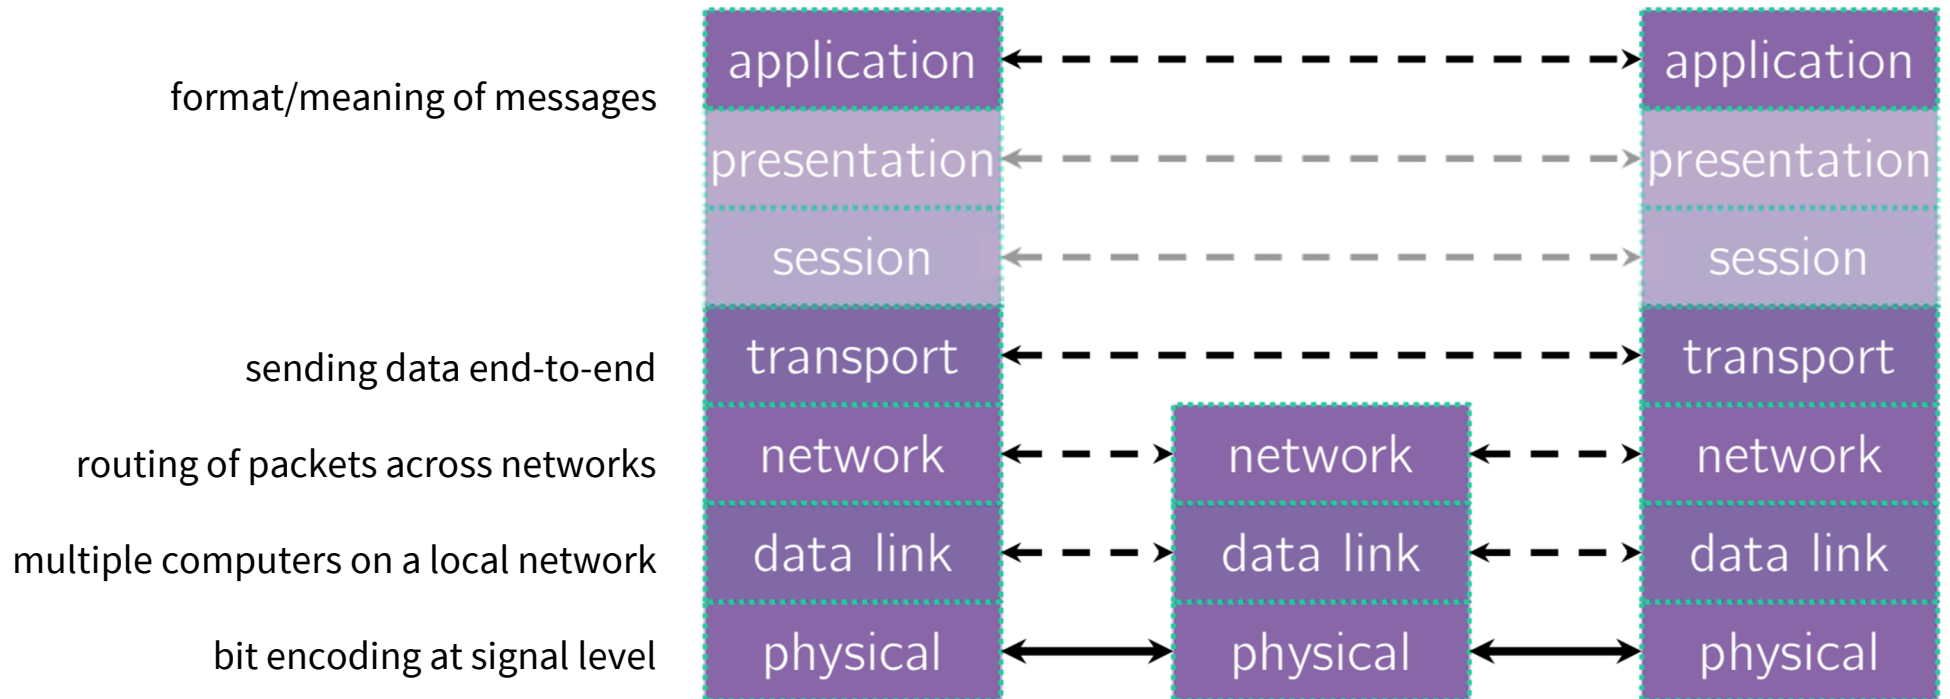 application
application
format/meaning of messages
presentation
presentation
session
session
sending data end-to-end
transport
transport
routing of packets across networks
network
network
network
multiple computers on a local network
data link
data link
data link
bit encoding at signal level
physical
physical
physical